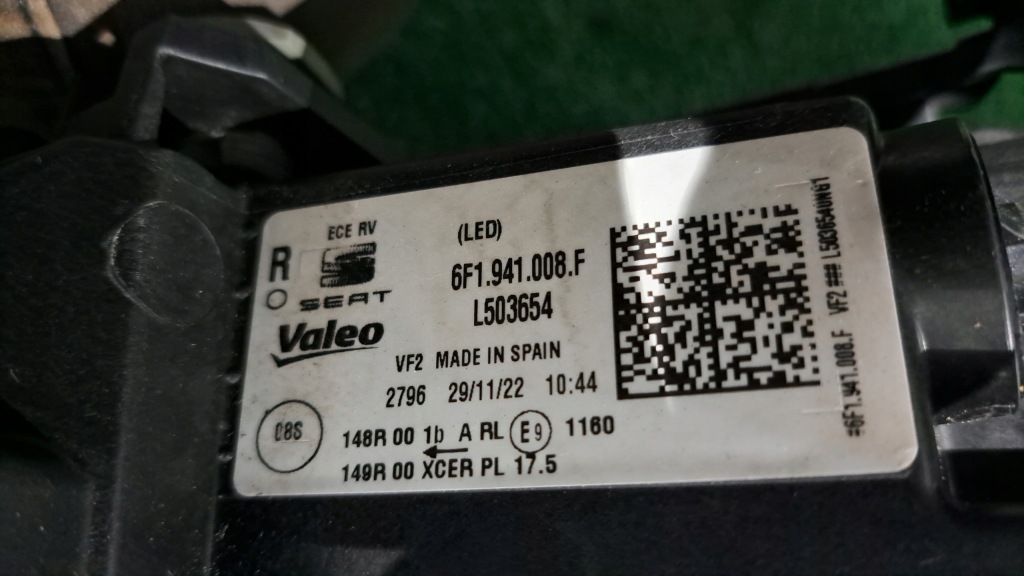 ECE RV
R
SEAT
Valeo
(LED)
6F1.941.008.F
L503654
VF2 MADE IN SPAIN
2796 29/11/22 10:44
08S
148R 00 1b A RL E9 1160
149R 00 XCER PL 17.5
#6F1.941.008.F VF2 ###